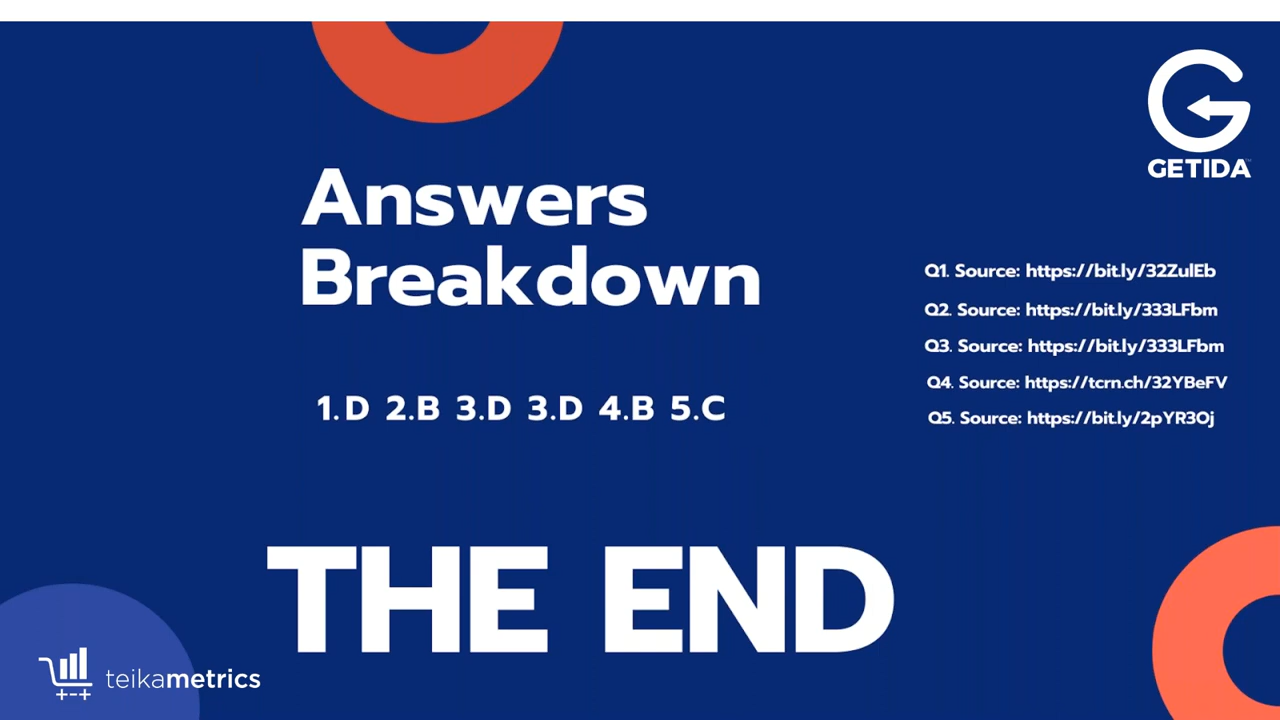 GETIDA
Answers
Breakdown
Q1. Source: https://bit.ly/32ZulEb
Q2. Source: https://bit.ly/333LFbm
Q3. Source: https://bit.ly/333LFbm
Q4. Source: https://tcrn.ch/32YBeFV
Q5. Source: https://bit.ly/2pYR3Oj
1.D 2.B 3.D 3.D 4.B 5.C
THE END
teikametrics